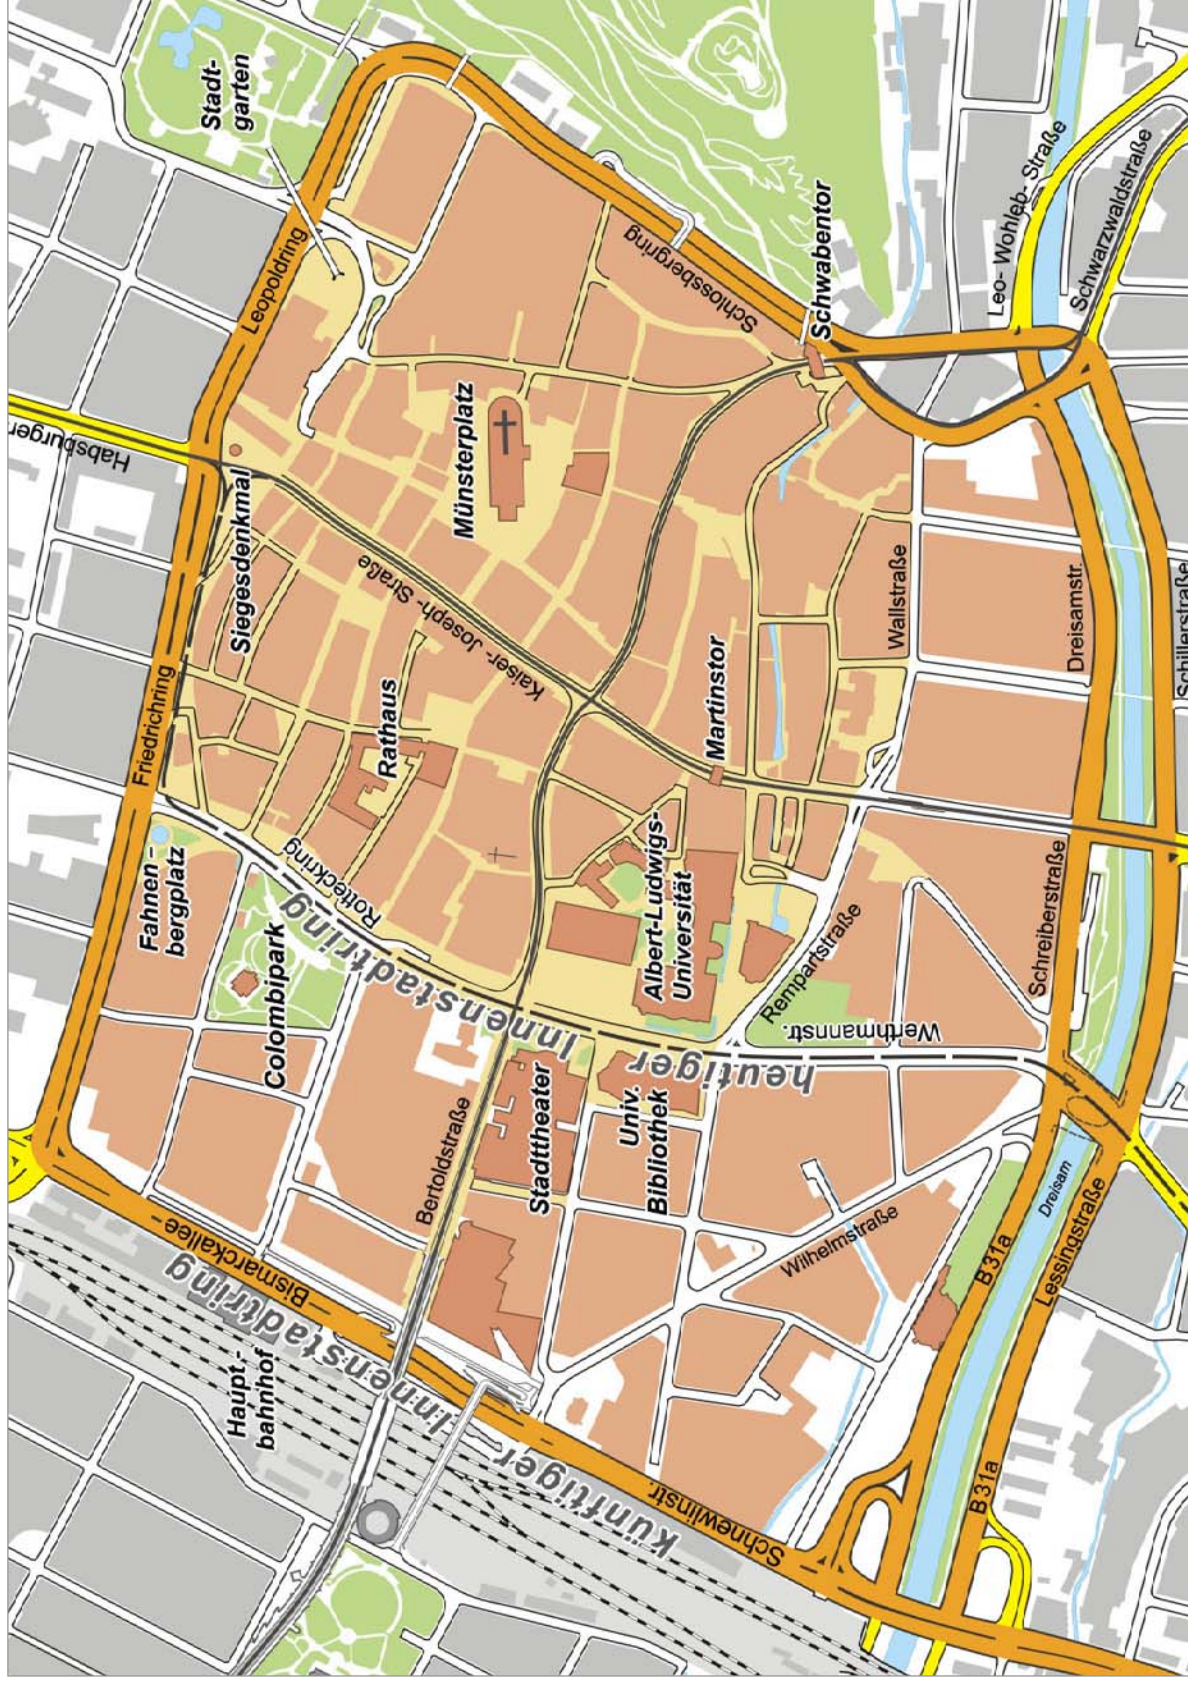 Stadt-
garten
Leopoldring
Habsburger
Schlossbergring
Schwabentor
Leo- Wohleb- Straße
Schwarzwaldstraße
Münsterplatz
Siegesdenkmal
Kaiser- Joseph- Straße
Friedrichring
Rathaus
Martinstor
Wallstraße
Dreisamstr.
Schillerstraße
Fahnen-
bergplatz
Rotteckring
Colombipark
heutiger Innenstadtring
Albert-Ludwigs-
Universität
Rempartstraße
Schreiberstraße
Werthmannstr.
Stadttheater
Univ.
Bibliothek
Bertoldstraße
Wilhelmstraße
Dreisam
Lessingstraße
B31a
B31a
Bismarckallee
Haupt.-
bahnhof
künftiger Innenstadtring
Schnewlinstr.